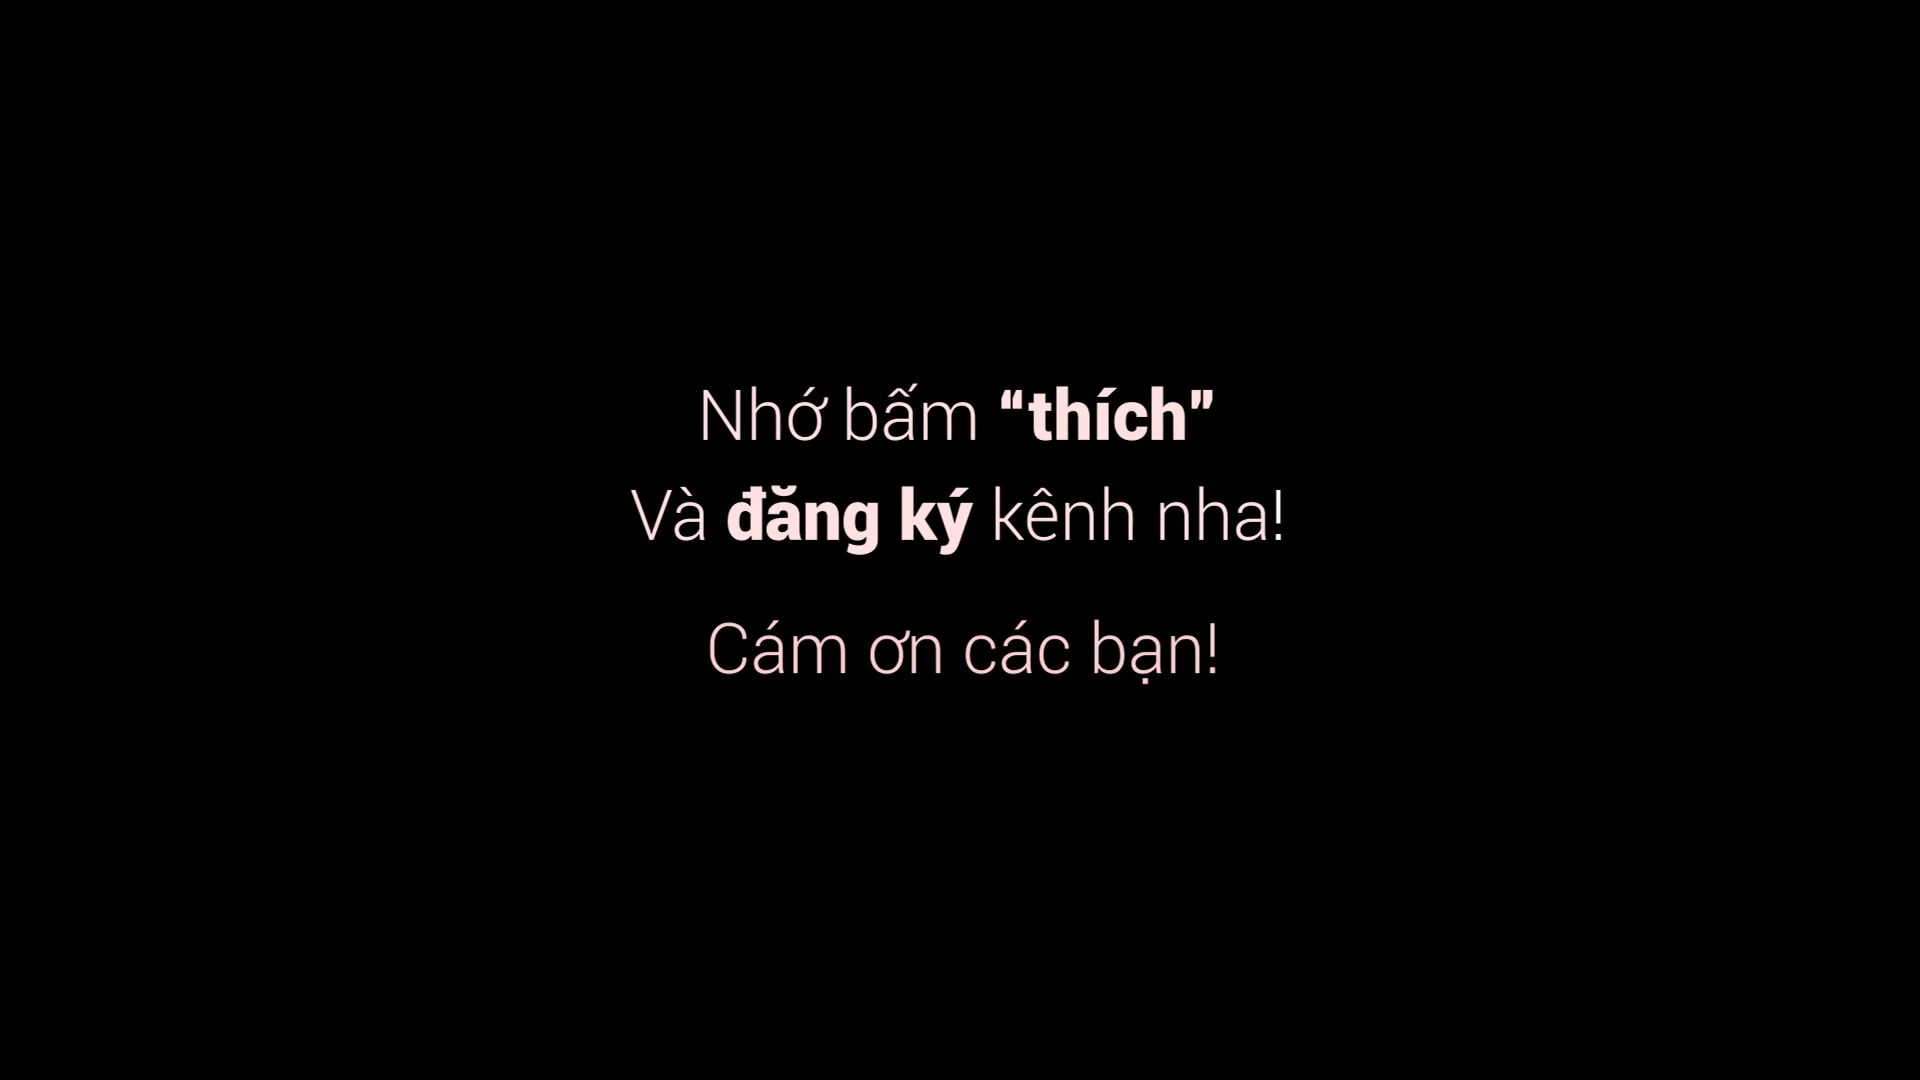 Nhớ bấm “thích”
Và đăng ký kênh nha!
Cám ơn các bạn!